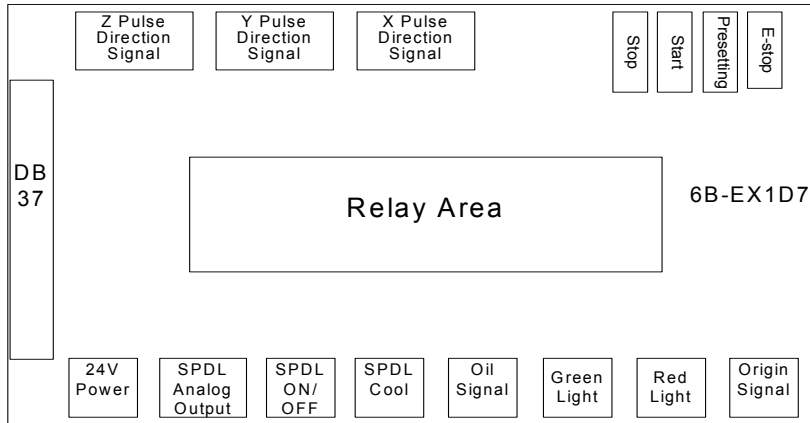 Z Pulse
Direction
Signal
Y Pulse
Direction
Signal
X Pulse
Direction
Signal
Stop
Start
Presetting
E-stop
DB
37
Relay Area
6B-EX1D7
24V
Power
SPDL
Analog
Output
SPDL
ON/
OFF
SPDL
Cool
Oil
Signal
Green
Light
Red
Light
Origin
Signal